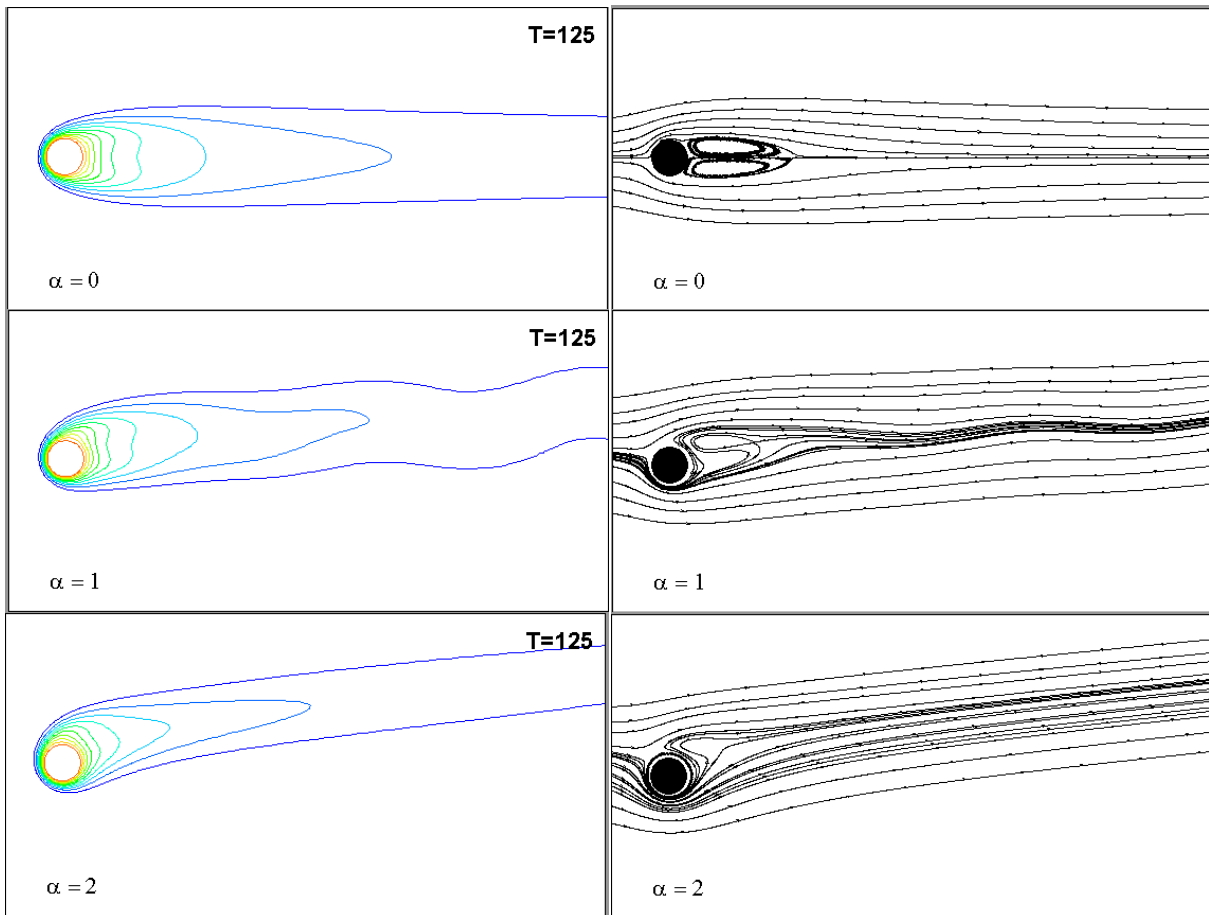 T=125
α = 0
α = 0
T=125
α = 1
α = 1
T=125
α = 2
α = 2